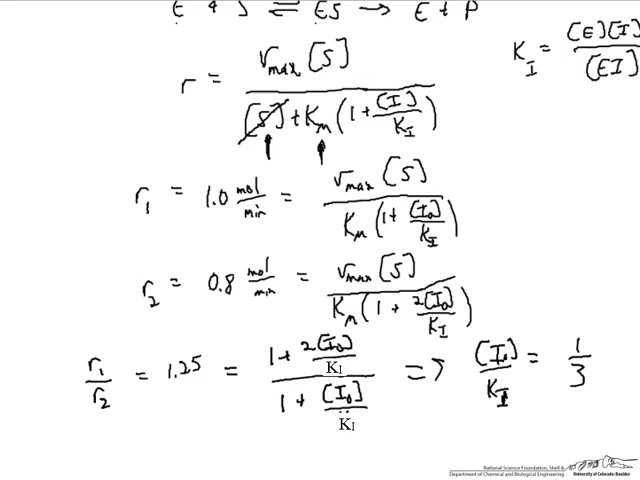 E + S ⇌ ES → E + P
K_I = [E][I] / [EI]
r = V_max [S] / ([S] + K_M (1 + [I]/K_I))
r_1 = 1.0 mol/min = V_max [S] / (K_M (1 + [I_0]/K_I))
r_2 = 0.8 mol/min = V_max [S] / (K_M (1 + 2[I_0]/K_I))
r_1/r_2 = 1.25 = (1 + 2[I_0]/K_I) / (1 + [I_0]/K_I) => [I_0]/K_I = 1/3
National Science Foundation, Shell &
Department of Chemical and Biological Engineering University of Colorado-Boulder